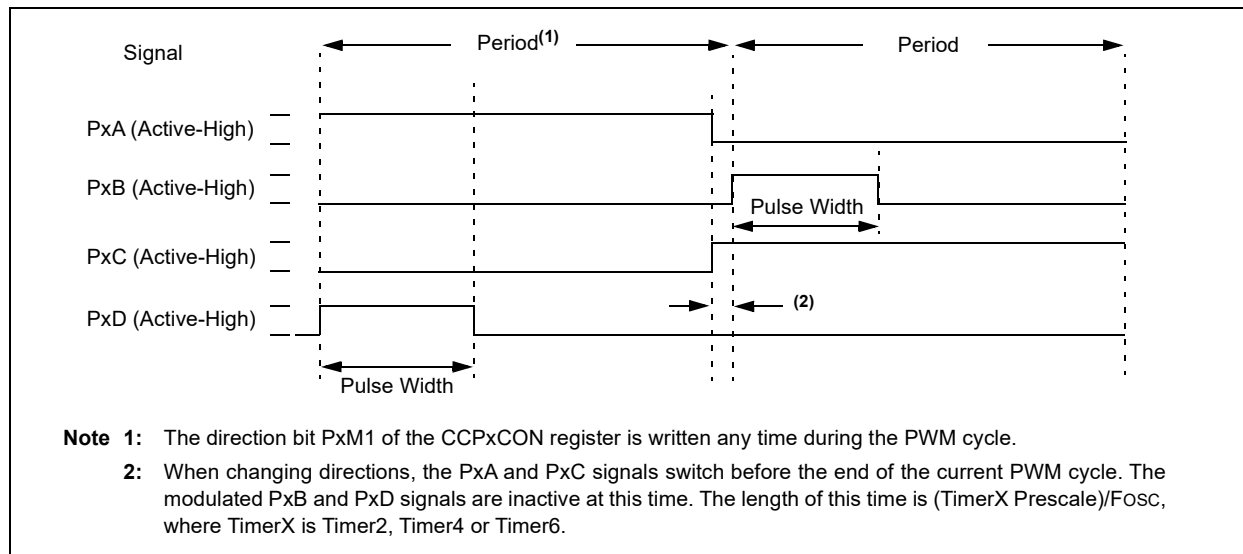 Signal
Period(1)
Period
PxA (Active-High)
PxB (Active-High)
Pulse Width
PxC (Active-High)
(2)
PxD (Active-High)
Pulse Width
Note 1: The direction bit PxM1 of the CCPxCON register is written any time during the PWM cycle.
2: When changing directions, the PxA and PxC signals switch before the end of the current PWM cycle. The
modulated PxB and PxD signals are inactive at this time. The length of this time is (TimerX Prescale)/FOSC,
where TimerX is Timer2, Timer4 or Timer6.